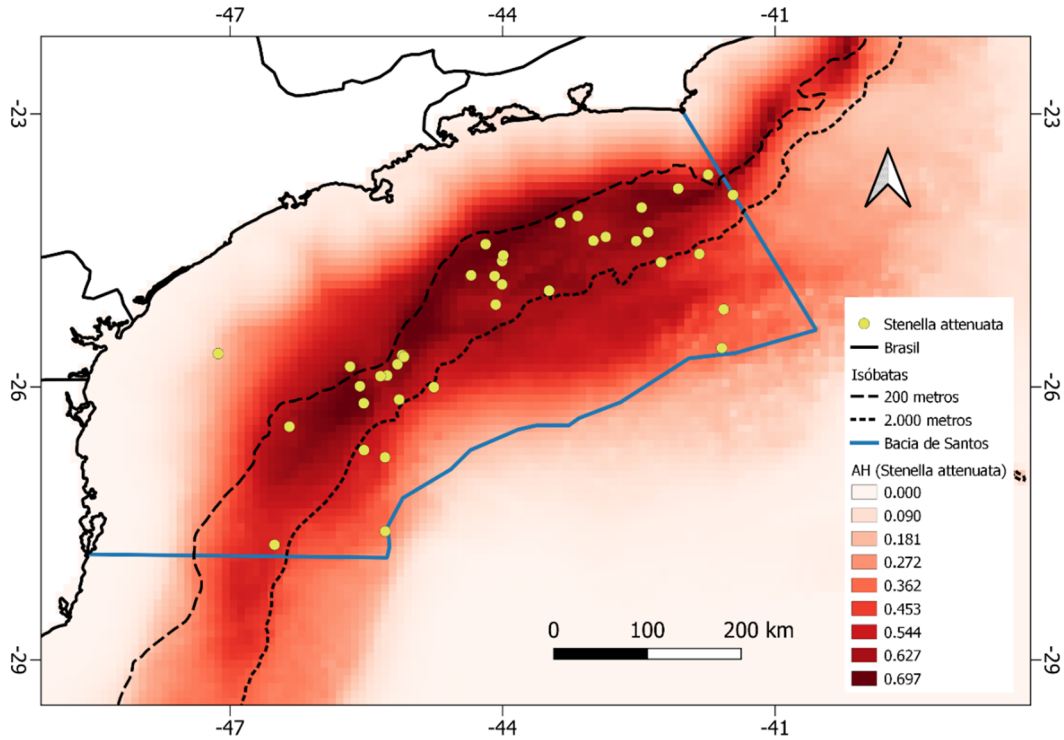 -47 -44 -41
-23 -23
Stenella attenuata
Brasil
Isóbatas
-26 -26
200 metros
2.000 metros
Bacia de Santos
AH (Stenella attenuata)
0.000
0.090
0.181
0.272
0.362
0.453
0.544
0.627
0.697
0 100 200 km
-29 -29
-47 -44 -41